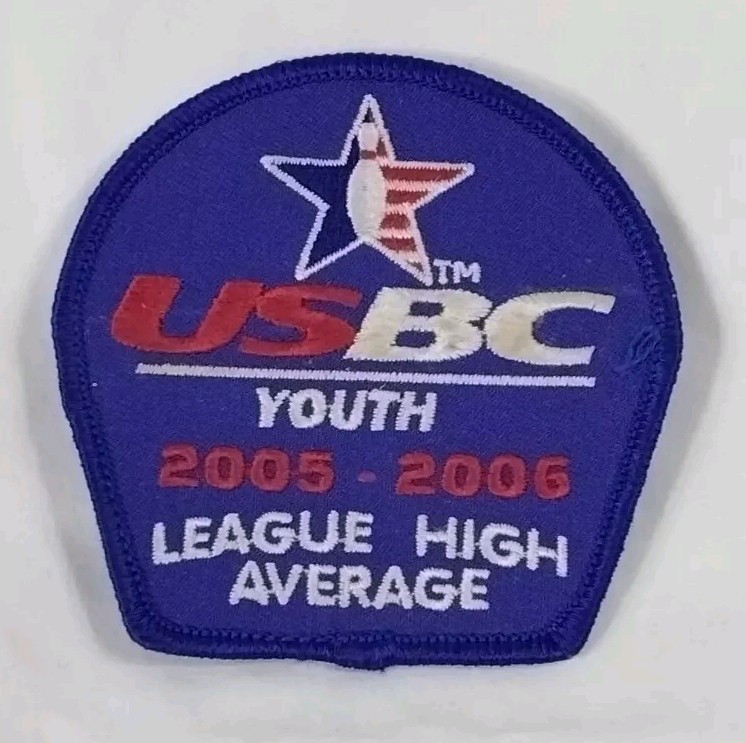 TM
USBC
YOUTH
2005 - 2006
LEAGUE HIGH
AVERAGE